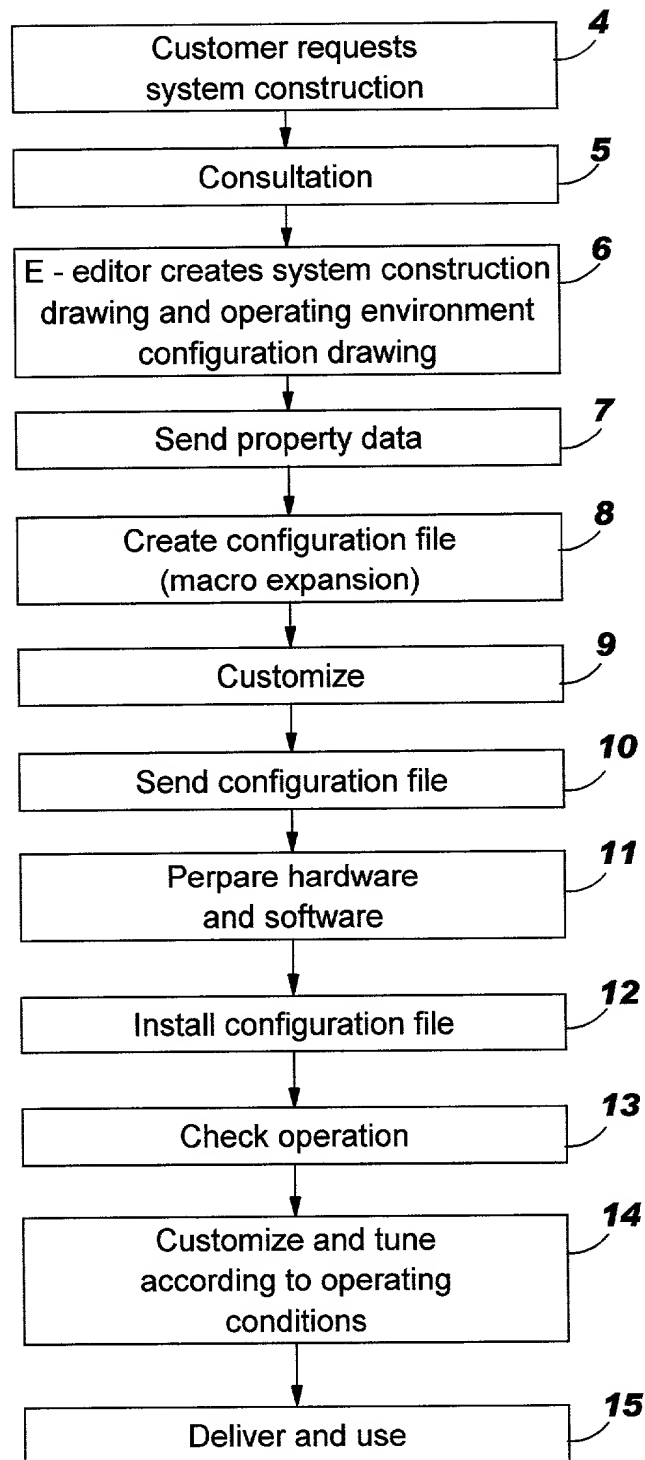 4
Customer requests
system construction
5
Consultation
6
E - editor creates system construction
drawing and operating environment
configuration drawing
7
Send property data
8
Create configuration file
(macro expansion)
9
Customize
10
Send configuration file
11
Perpare hardware
and software
12
Install configuration file
13
Check operation
14
Customize and tune
according to operating
conditions
15
Deliver and use